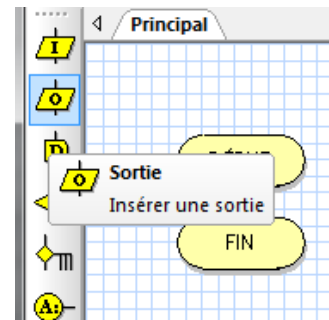 Principal
I
O
D
O Sortie
Insérer une sortie
FIN
A: